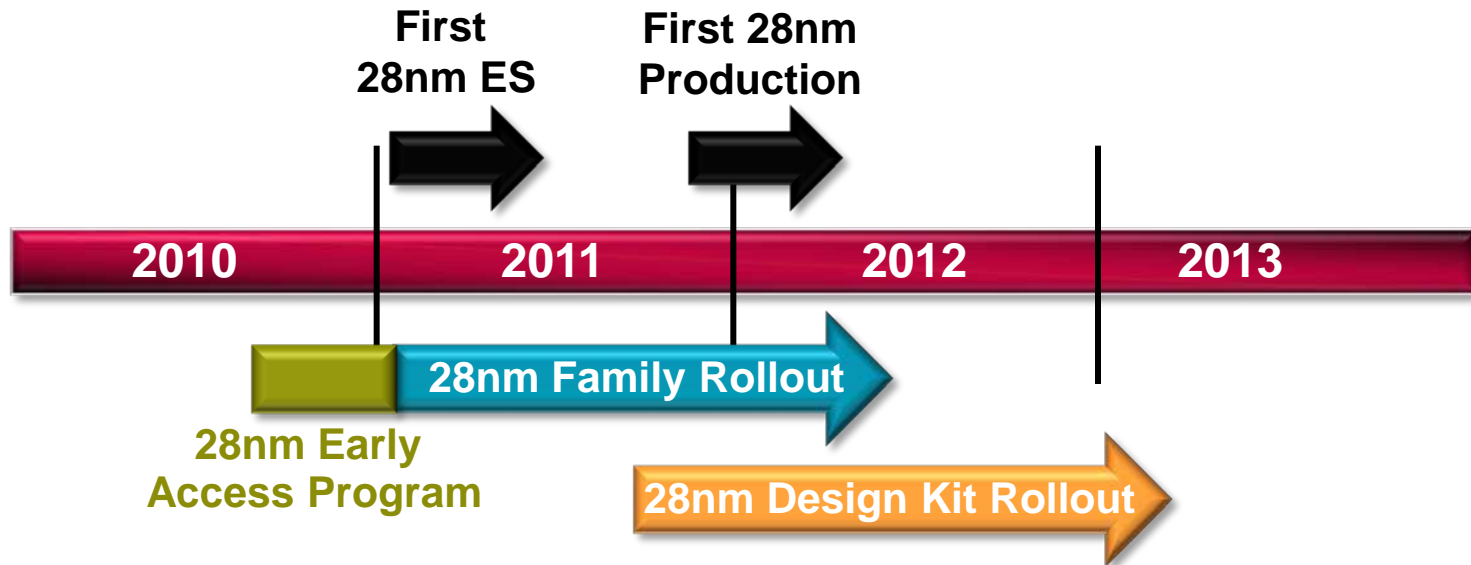 First
28nm ES
First 28nm
Production
2010
2011
2012
2013
28nm Family Rollout
28nm Early
Access Program
28nm Design Kit Rollout